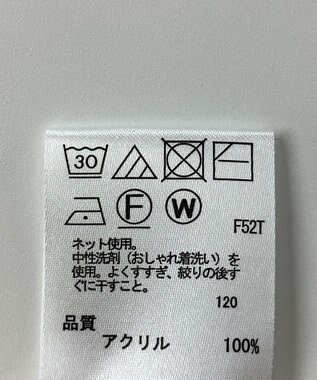 30
F W
F52T
ネット使用。
中性洗剤（おしゃれ着洗い）を
使用。よくすすぎ、絞りの後す
ぐに干すこと。
120
品質
アクリル 100%